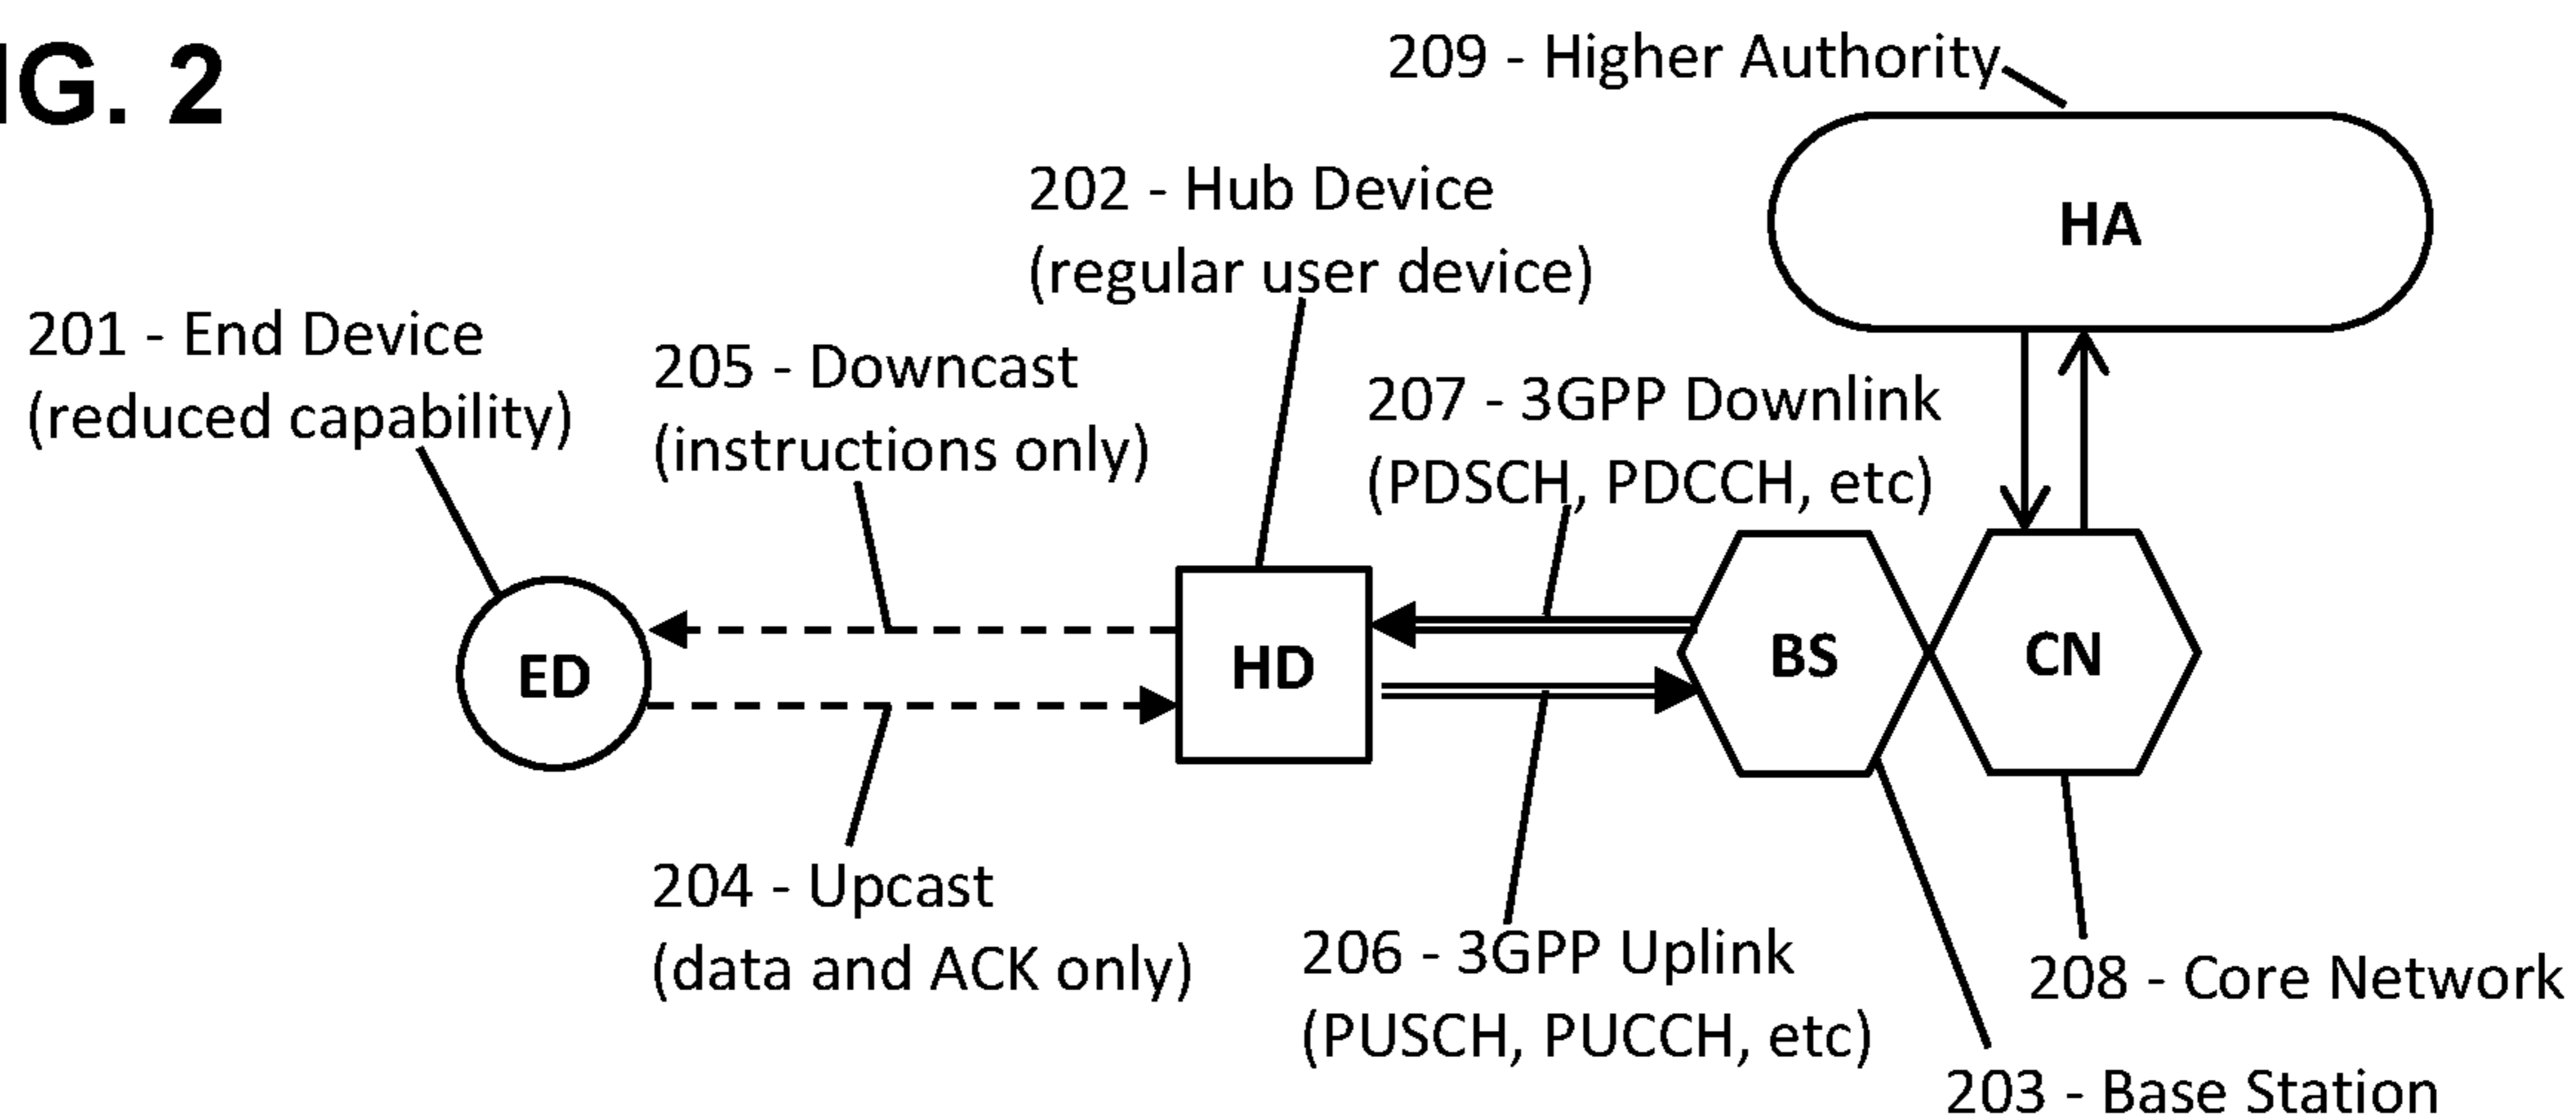 IG. 2
209 - Higher Authority
HA
202 - Hub Device
(regular user device)
201 - End Device
(reduced capability)
205 - Downcast
(instructions only)
207 - 3GPP Downlink
(PDSCH, PDCCH, etc)
ED
HD
BS
CN
204 - Upcast
(data and ACK only)
206 - 3GPP Uplink
(PUSCH, PUCCH, etc)
208 - Core Network
203 - Base Station